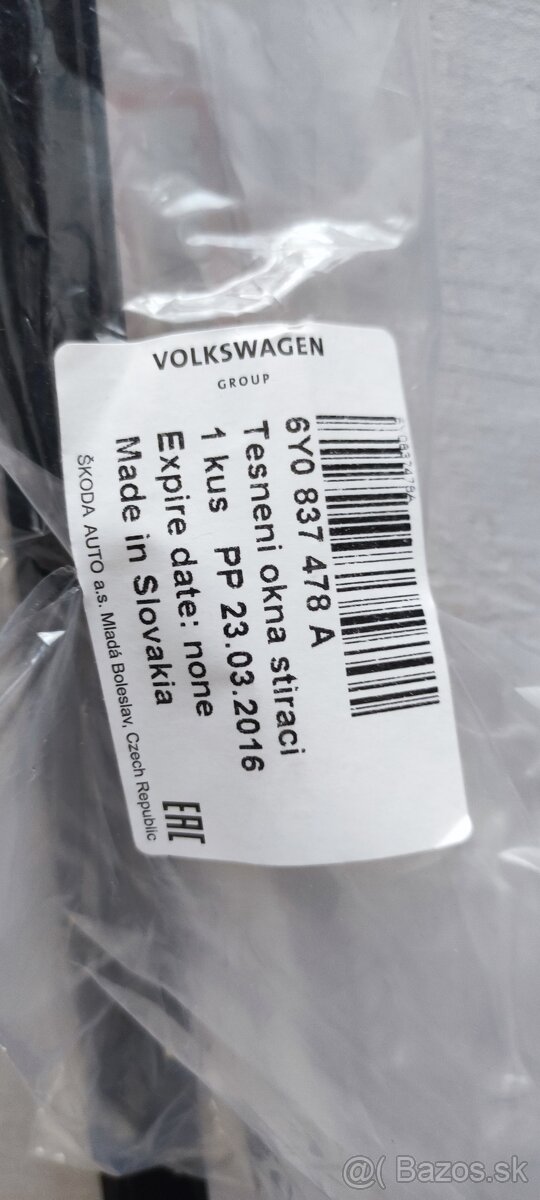 VOLKSWAGEN
GROUP
6Y0837478A
6Y0 837 478 A
Tesneni okna stiraci
1 kus PP 23.03.2016
Expire date: none
Made in Slovakia
EAC
ŠKODA AUTO a.s. Mladá Boleslav, Czech Republic
@( Bazos.sk